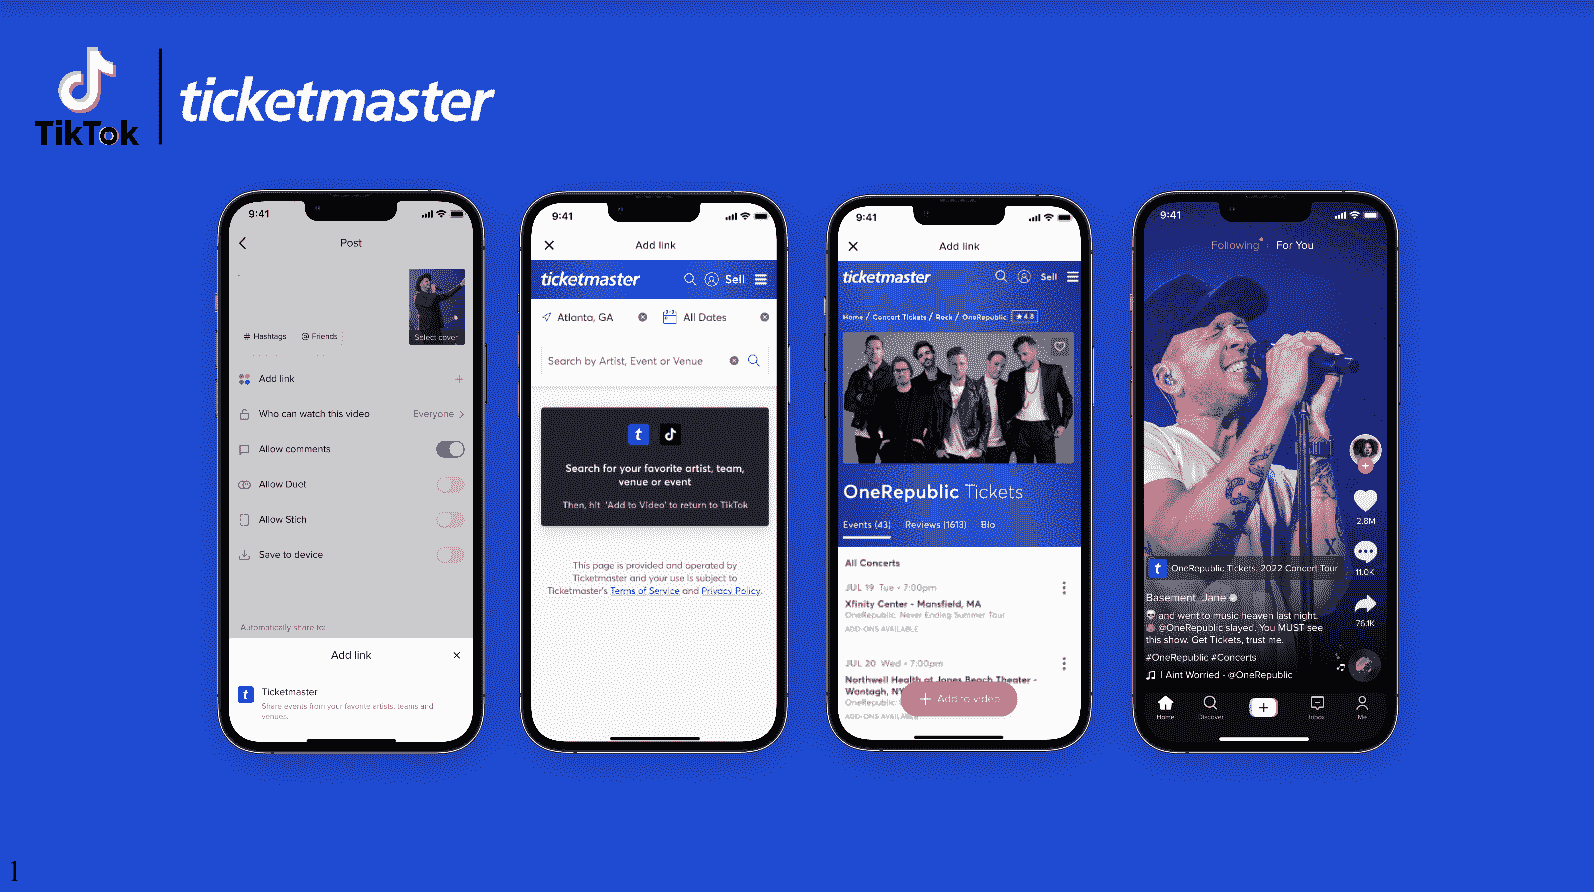 TikTok
ticketmaster
9:41
Post
Select cover
# Hashtags @ Friends
Add link
Who can watch this video Everyone
Allow comments
Allow Duet
Allow Stich
Save to device
Automatically share to:
Add link
t Ticketmaster
Share events from your favorite artists, teams and
venues.
9:41
Add link
ticketmaster Sell
Atlanta, GA All Dates
Search by Artist, Event or Venue
t
Search for your favorite artist, team,
venue or event
Then, hit 'Add to Video' to return to TikTok
This page is provided and operated by
Ticketmaster and your use is subject to
Ticketmaster's Terms of Service and Privacy Policy.
9:41
Add link
ticketmaster Sell
Home / Concert Tickets / Rock / OneRepublic ★ 4.8
OneRepublic Tickets
Events (43) Reviews (1613) Bio
All Concerts
JUL 19 Tue • 7:00pm
Xfinity Center - Mansfield, MA
OneRepublic: Never Ending Summer Tour
ADD-ONS AVAILABLE
JUL 20 Wed • 7:00pm
Northwell Health at Jones Beach Theater -
Wantagh, NY
OneRepublic
ADD-ONS AVAILABLE
+ Add to video
9:41
Following For You
2.8M
t OneRepublic Tickets, 2022 Concert Tour
11.0K
Basement_Jane
💀 and went to music heaven last night.
@OneRepublic slayed. You MUST see
this show. Get Tickets, trust me.
76.1K
#OneRepublic #Concerts
♫ I Aint Worried - @OneRepublic
Home Discover Inbox Me
1